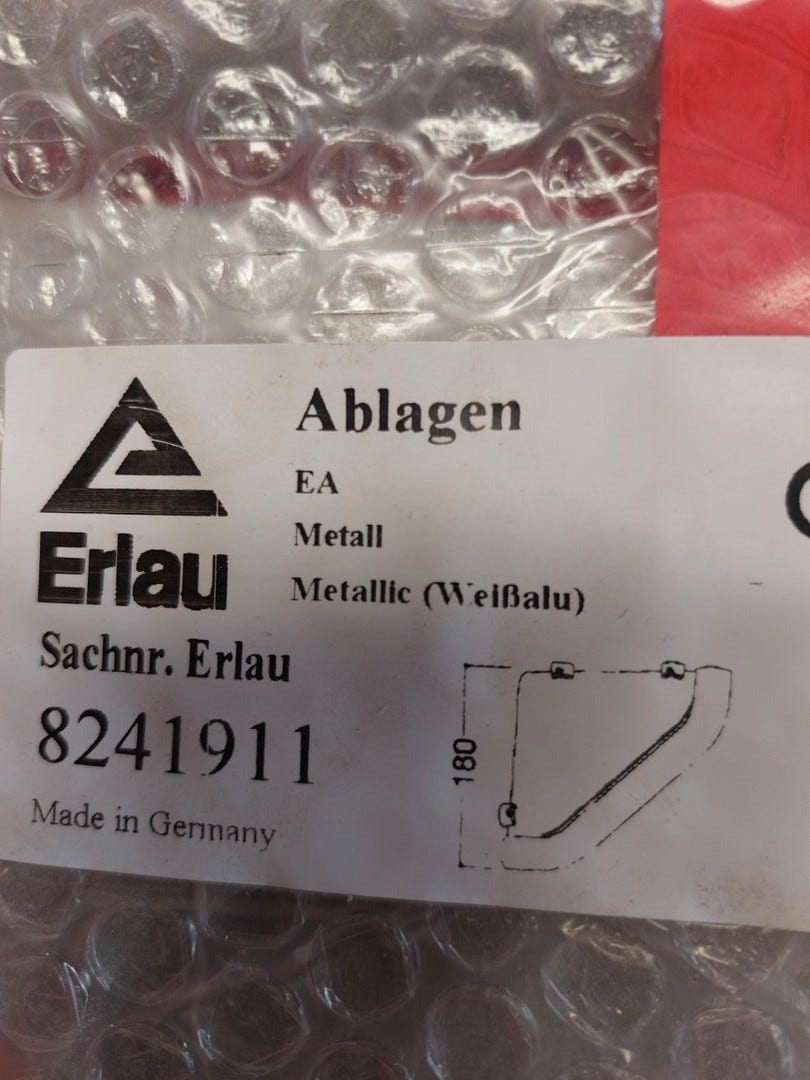 Ablagen
EA
Metall
Metallic (Weißalu)
Erlau
Sachnr. Erlau
8241911
Made in Germany
180